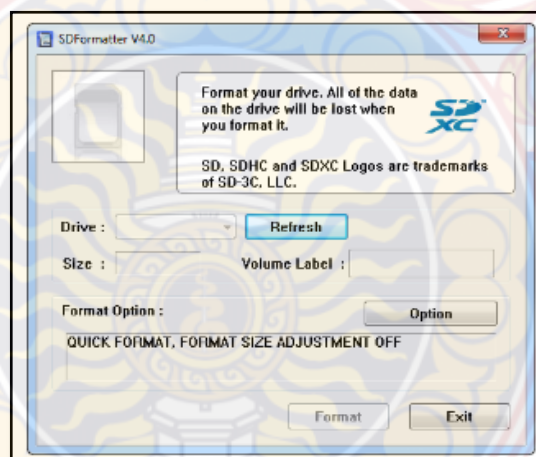 SDFormatter V4.0
Format your drive. All of the data
on the drive will be lost when
you format it.
SD XC
SD, SDHC and SDXC Logos are trademarks
of SD-3C, LLC.
Drive :
Refresh
Size :
Volume Label :
Format Option :
Option
QUICK FORMAT, FORMAT SIZE ADJUSTMENT OFF
Format
Exit